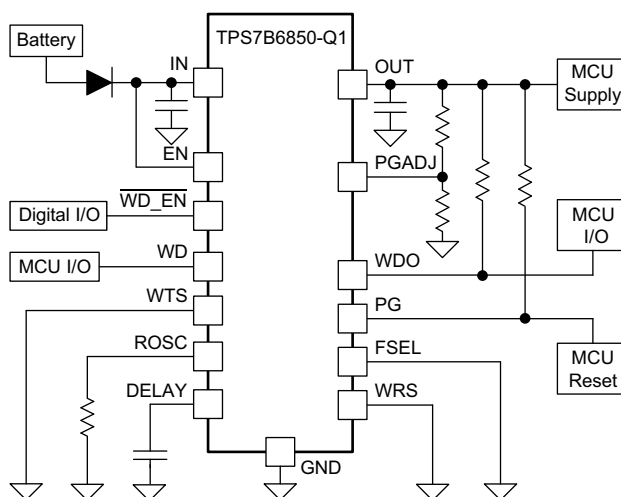 TPS7B6850-Q1
Battery
IN
OUT
MCU
Supply
EN
PGADJ
WD_EN
Digital I/O
MCU
I/O
WD
MCU I/O
WDO
WTS
PG
ROSC
FSEL
MCU
Reset
DELAY
WRS
GND